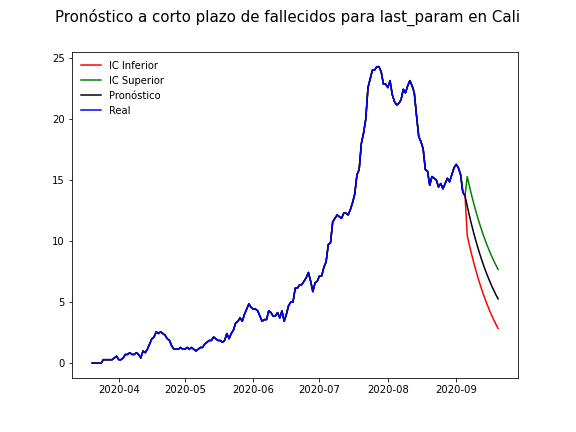 Pronóstico a corto plazo de fallecidos para last_param en Cali
IC Inferior
IC Superior
Pronóstico
Real
25
20
15
10
5
0
2020-04 2020-05 2020-06 2020-07 2020-08 2020-09